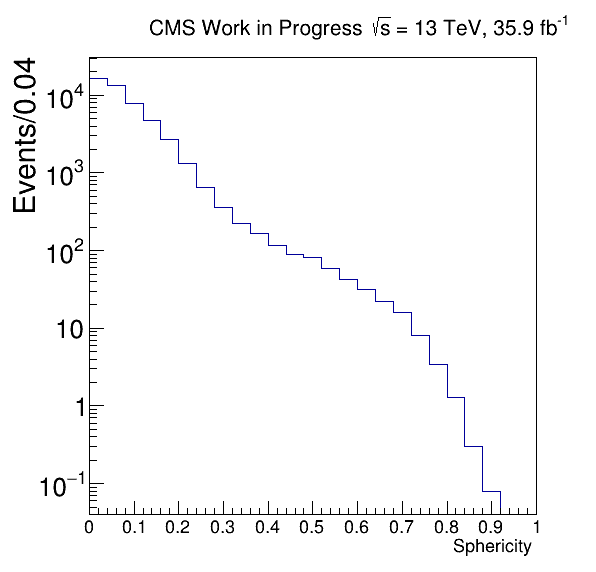 CMS Work in Progress √s = 13 TeV, 35.9 fb⁻¹
Events/0.04
10⁴
10³
10²
10
1
10⁻¹
0 0.1 0.2 0.3 0.4 0.5 0.6 0.7 0.8 0.9 1
Sphericity